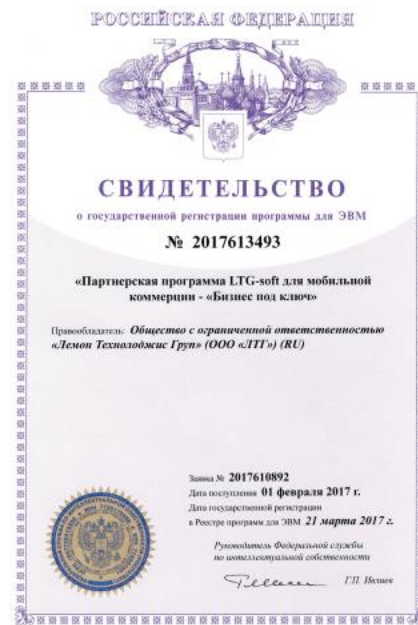 РОССИЙСКАЯ ФЕДЕРАЦИЯ
СВИДЕТЕЛЬСТВО
о государственной регистрации программы для ЭВМ
№ 2017613493
«Партнерская программа LTG-soft для мобильной
коммерции - «Бизнес под ключ»
Правообладатель: Общество с ограниченной ответственностью
«Лемон Технолоджис Груп» (ООО «ЛТГ») (RU)
Заявка № 2017610892
Дата поступления 01 февраля 2017 г.
Дата государственной регистрации
в Реестре программ для ЭВМ 21 марта 2017 г.
Руководитель Федеральной службы
по интеллектуальной собственности
Г.П. Ивлиев